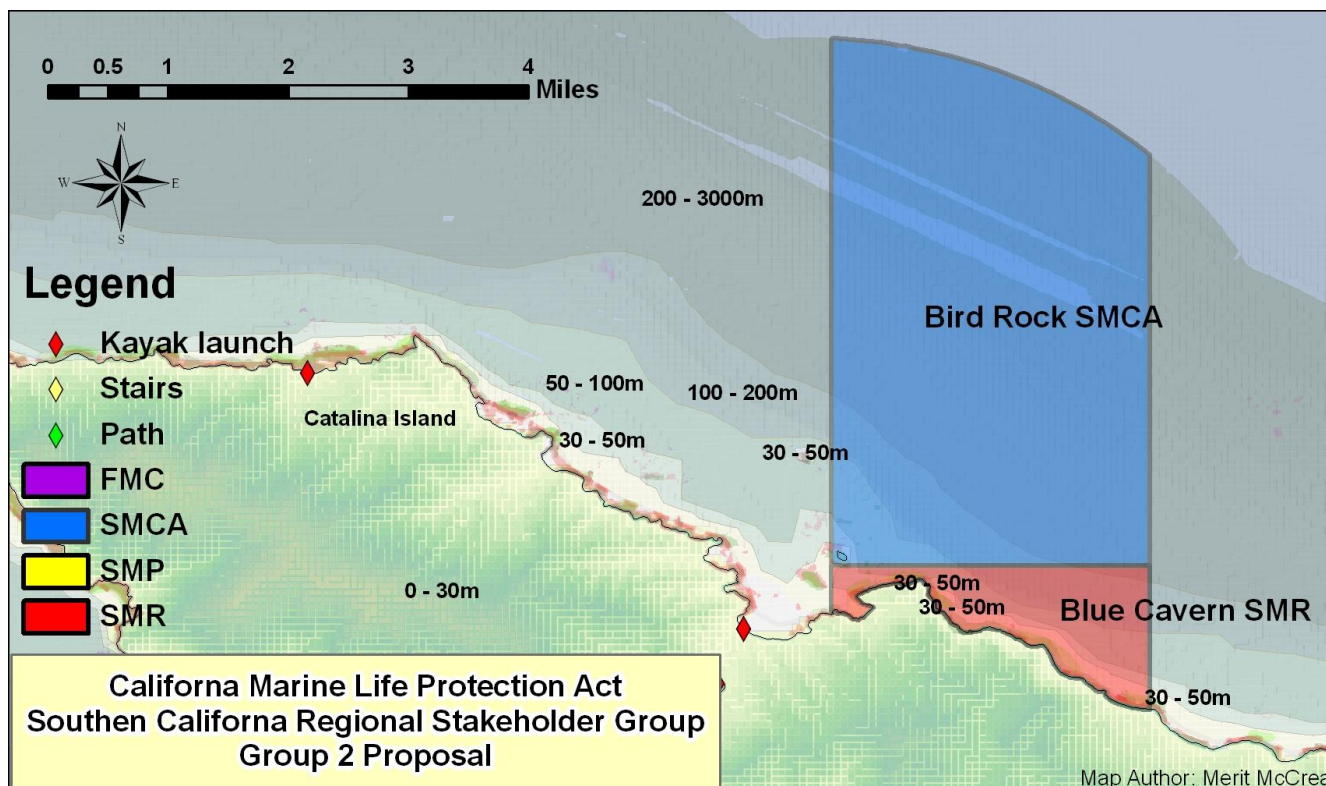 0 0.5 1 2 3 4
Miles
N
W E
S
200 - 3000m
Legend
Bird Rock SMCA
Kayak launch
Stairs
Path
FMC
SMCA
SMP
SMR
50 - 100m
100 - 200m
Catalina Island
30 - 50m
30 - 50m
0 - 30m
30 - 50m
30 - 50m
Blue Cavern SMR
30 - 50m
Californa Marine Life Protection Act
Southen Californa Regional Stakeholder Group
Group 2 Proposal
Map Author: Merit McCrea